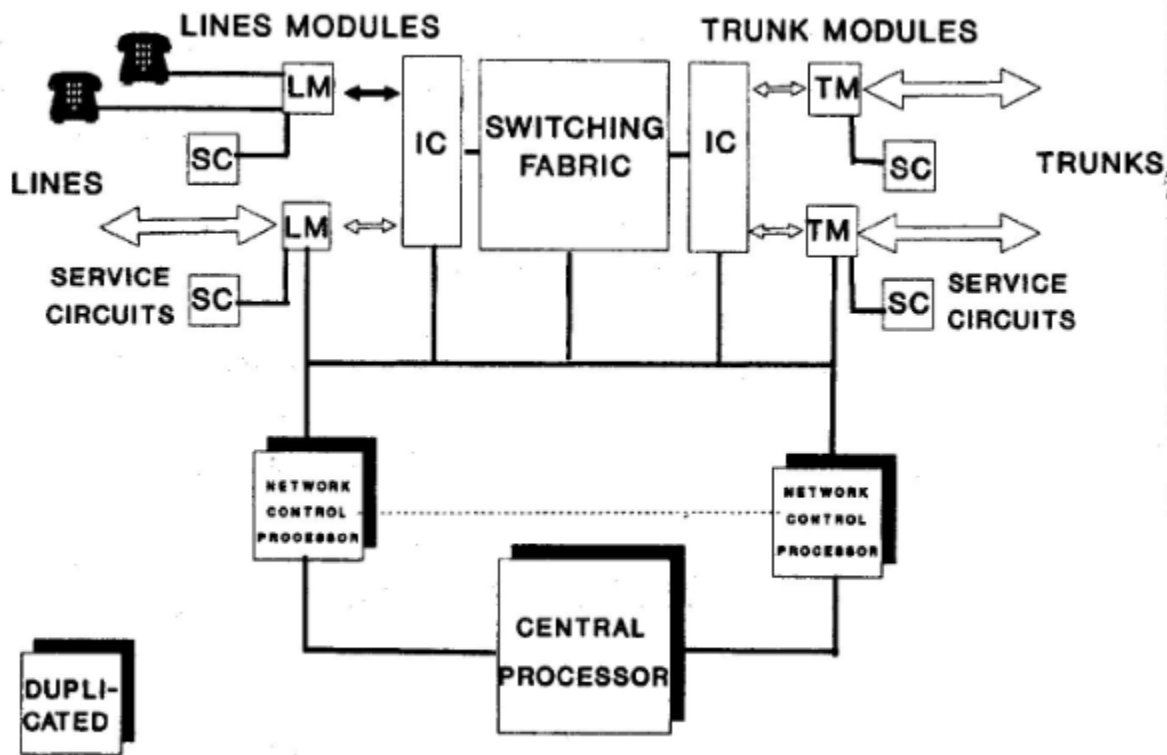 LINES MODULES
TRUNK MODULES
LM
IC
SWITCHING
FABRIC
IC
TM
SC
SC
LINES
TRUNKS
LM
TM
SERVICE
CIRCUITS
SC
SC
SERVICE
CIRCUITS
NETWORK
CONTROL
PROCESSOR
NETWORK
CONTROL
PROCESSOR
CENTRAL
PROCESSOR
DUPLI-
CATED